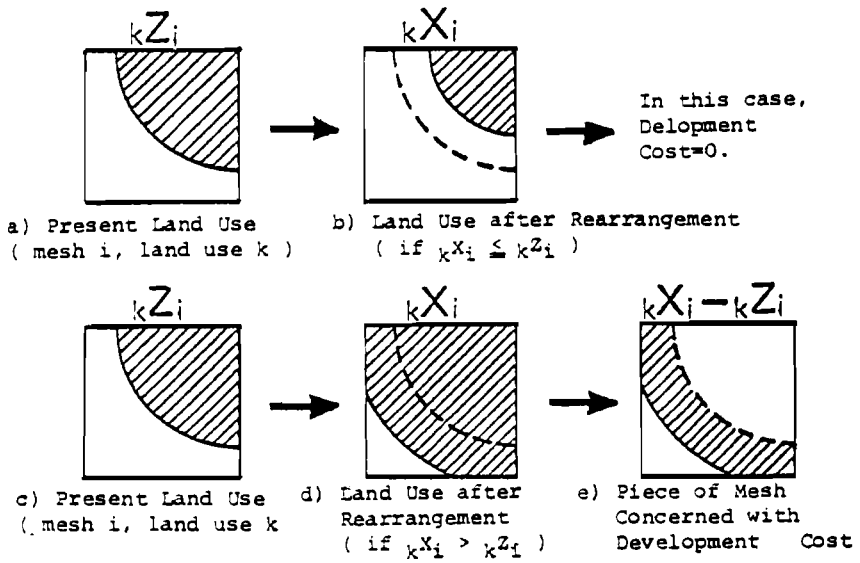 kZi
kXi
In this case,
Delopment
Cost=0.
a) Present Land Use
( mesh i, land use k )
b) Land Use after Rearrangement
( if kXi ≤ kZi )
kZi
kXi
kXi − kZi
c) Present Land Use
( mesh i, land use k
d) Land Use after
Rearrangement
( if kXi > kZi )
e) Piece of Mesh
Concerned with
Development Cost